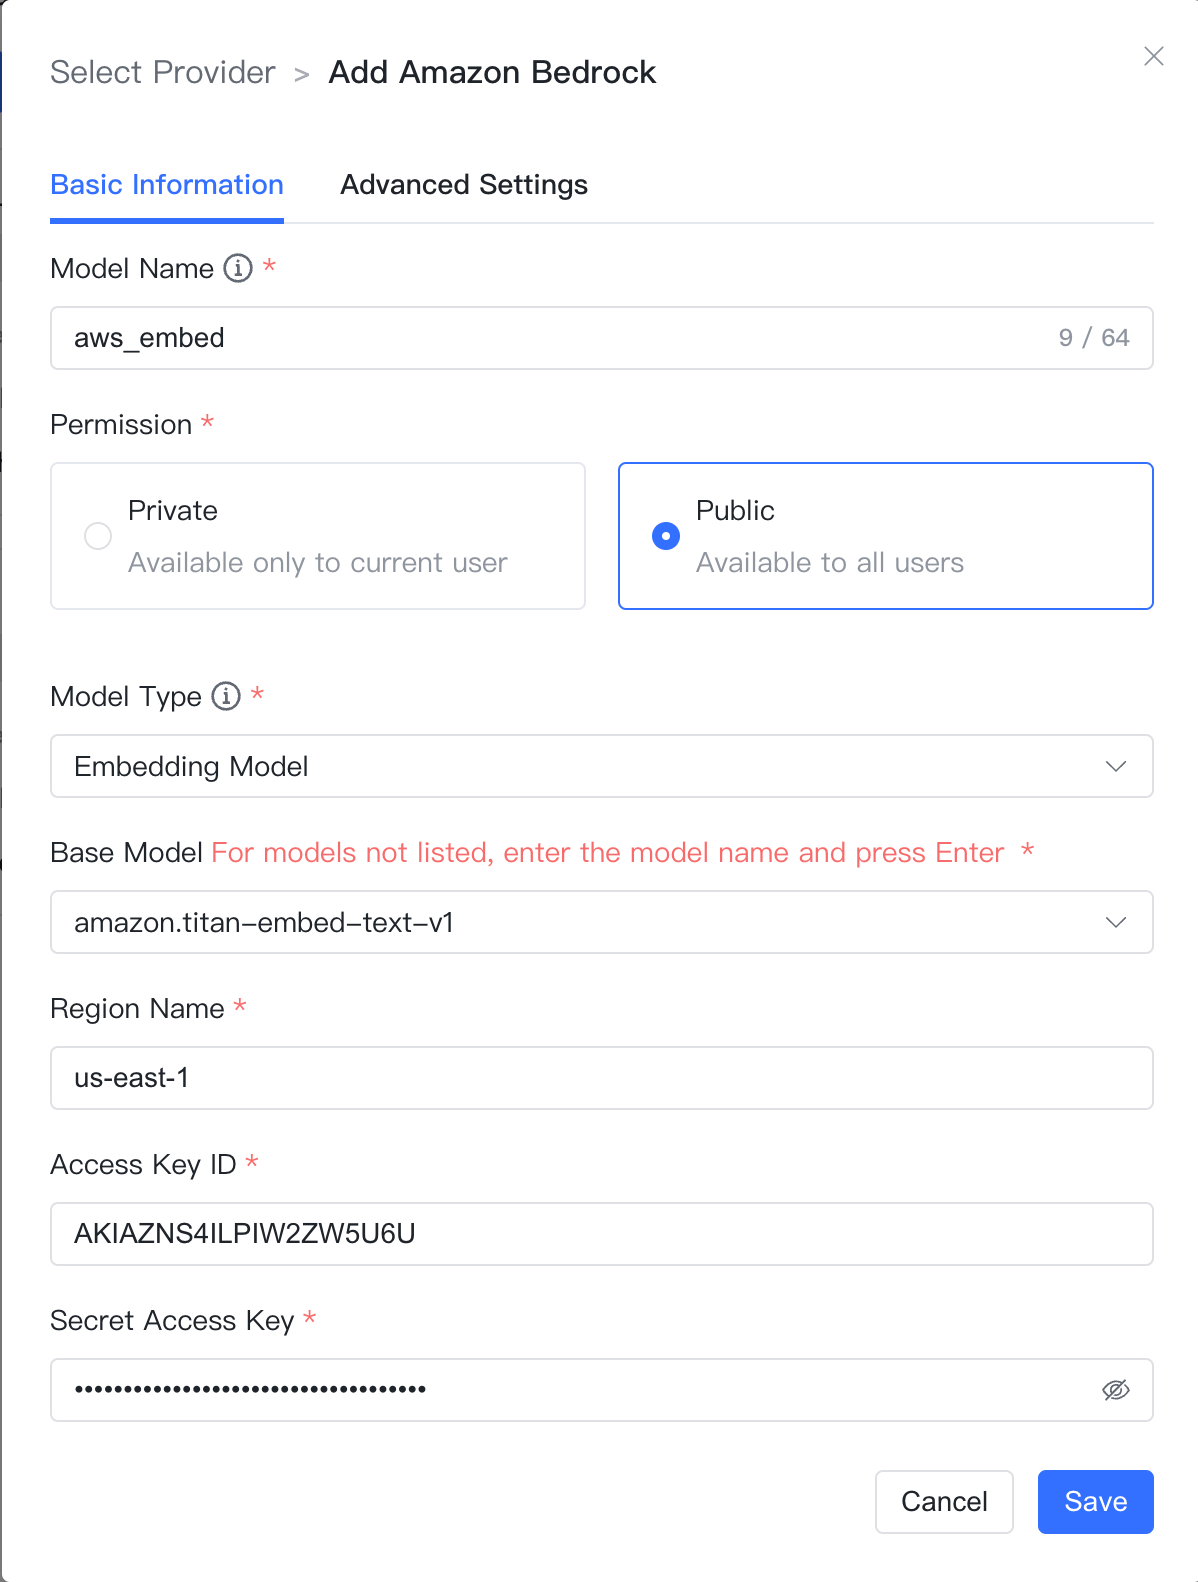 Select Provider > Add Amazon Bedrock
Basic Information Advanced Settings
Model Name *
aws_embed 9 / 64
Permission *
Private
Available only to current user
Public
Available to all users
Model Type *
Embedding Model
Base Model For models not listed, enter the model name and press Enter *
amazon.titan-embed-text-v1
Region Name *
us-east-1
Access Key ID *
AKIAZNS4ILPIW2ZW5U6U
Secret Access Key *
••••••••••••••••••••••••••••••••••••
Cancel Save